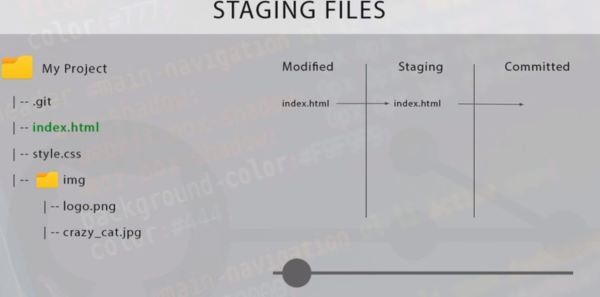 STAGING FILES
My Project
|-- .git
|-- index.html
|-- style.css
|-- img
|-- logo.png
|-- crazy_cat.jpg
Modified Staging Committed
index.html index.html